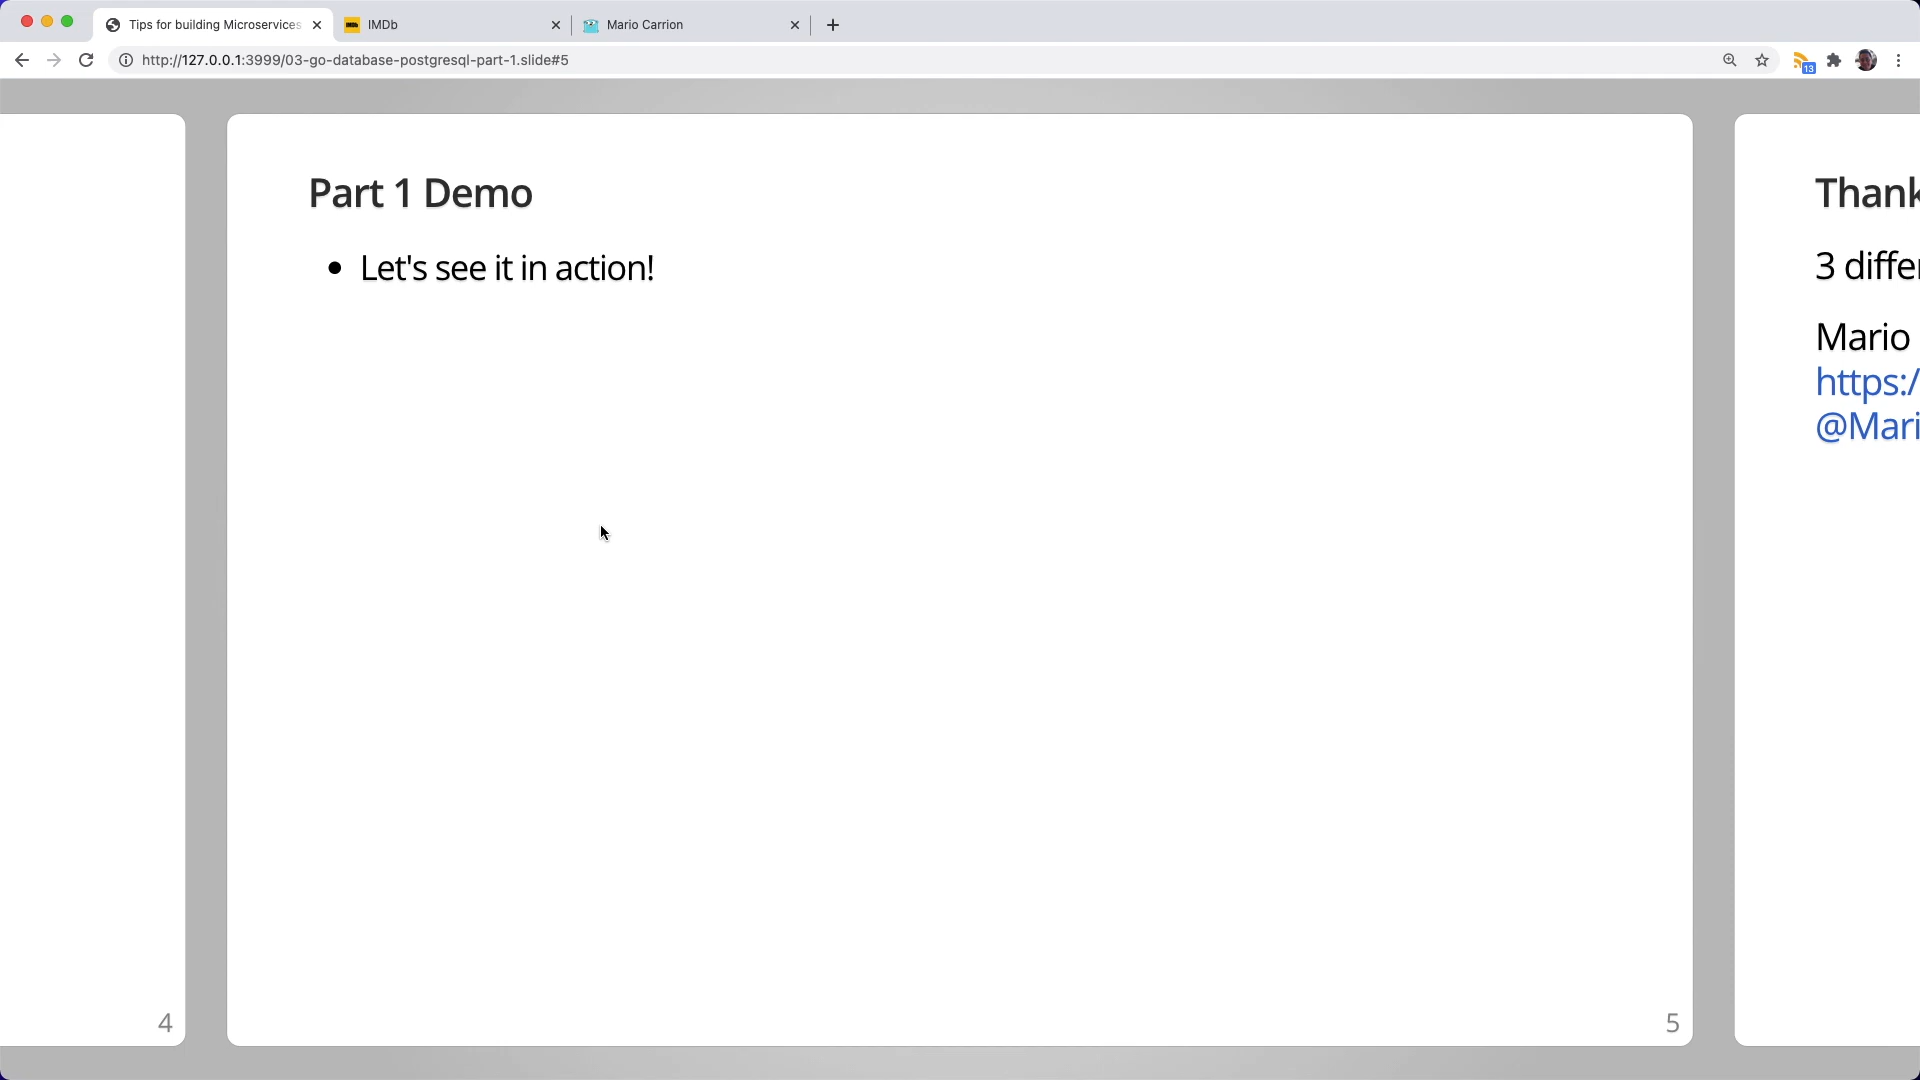 Tips for building Microservices
IMDb
Mario Carrion
http://127.0.0.1:3999/03-go-database-postgresql-part-1.slide#5
13
Part 1 Demo
Let's see it in action!
Thank
3 differ
Mario
https:/
@Mari
4
5